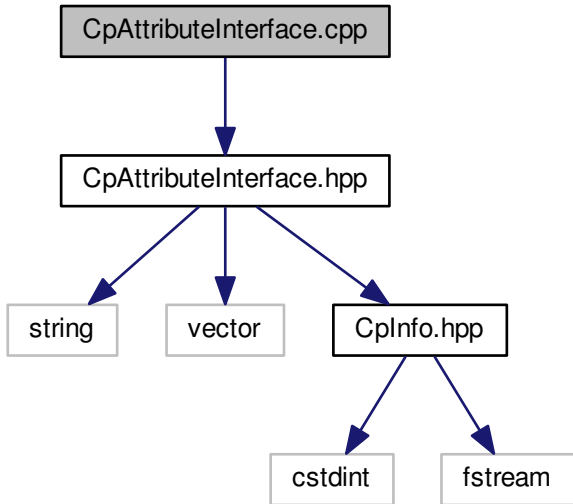 CpAttributeInterface.cpp
CpAttributeInterface.hpp
string
vector
CpInfo.hpp
cstdint
fstream